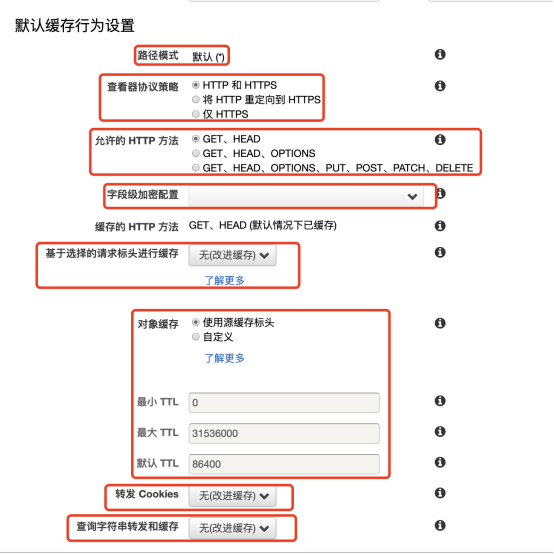 默认缓存行为设置
路径模式 默认 (*)
查看器协议策略 HTTP 和 HTTPS
将 HTTP 重定向到 HTTPS
仅 HTTPS
允许的 HTTP 方法 GET、HEAD
GET、HEAD、OPTIONS
GET、HEAD、OPTIONS、PUT、POST、PATCH、DELETE
字段级加密配置
缓存的 HTTP 方法 GET、HEAD (默认情况下已缓存)
基于选择的请求标头进行缓存 无(改进缓存)
了解更多
对象缓存 使用源缓存标头
自定义
了解更多
最小 TTL 0
最大 TTL 31536000
默认 TTL 86400
转发 Cookies 无(改进缓存)
查询字符串转发和缓存 无(改进缓存)